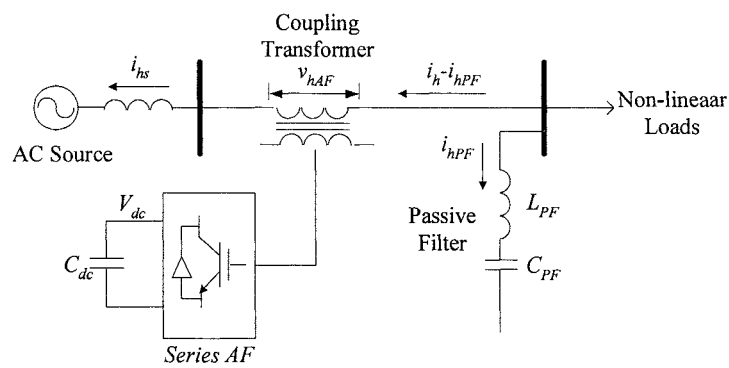 Coupling
Transformer
v_hAF
i_hs
i_h-i_hPF
Non-lineaar
Loads
AC Source
i_hPF
L_PF
Passive
Filter
C_PF
V_dc
C_dc
Series AF